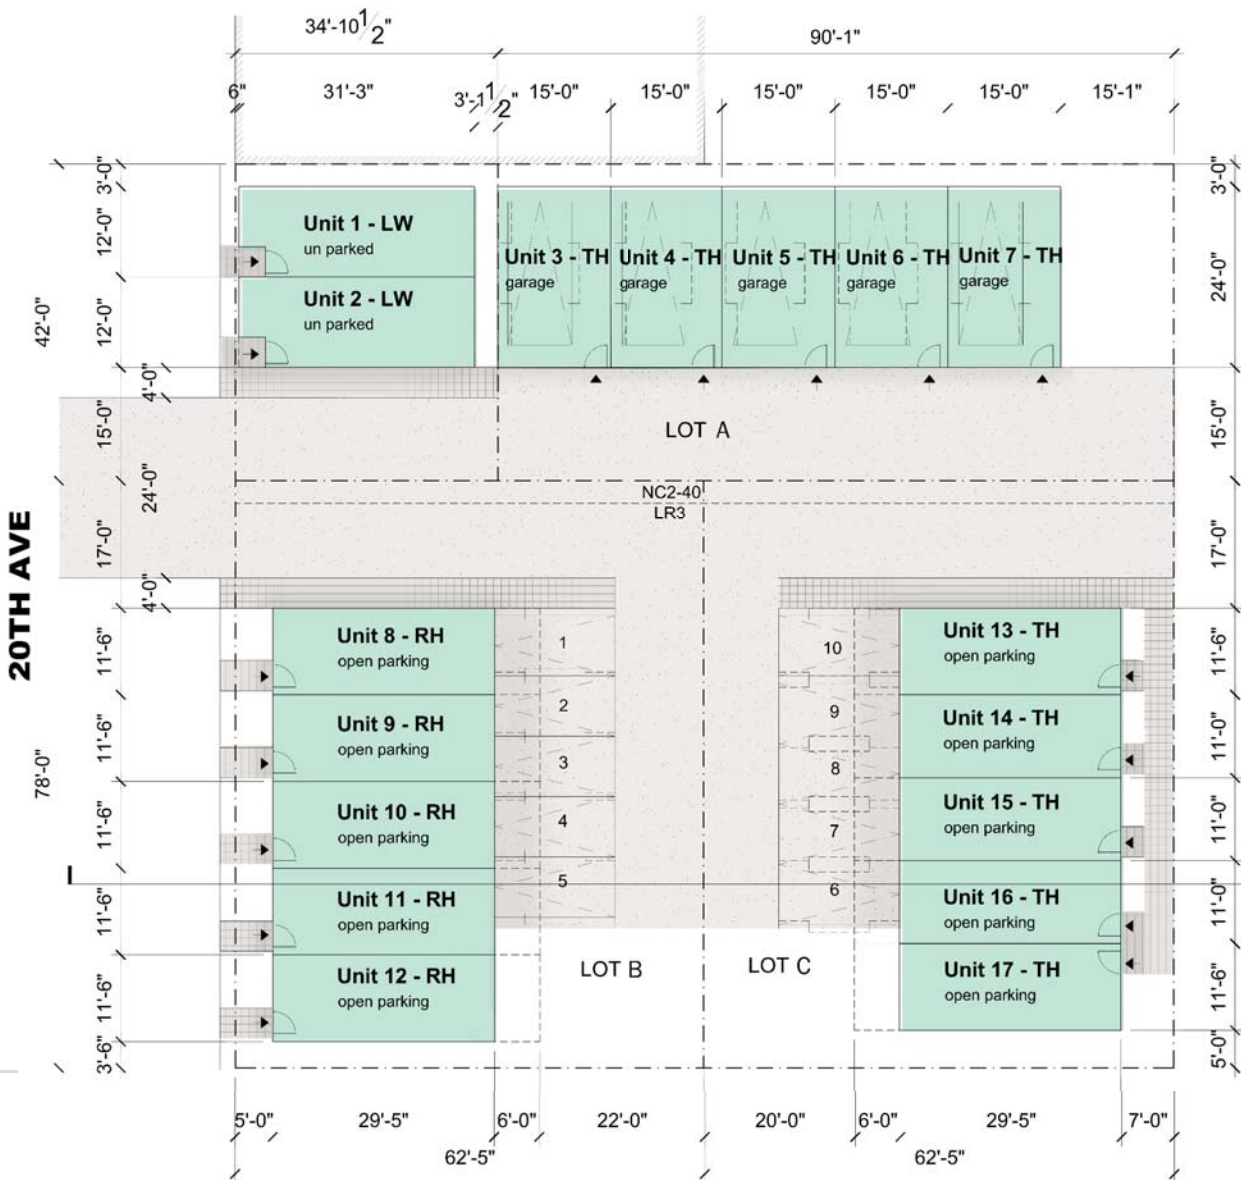 34'-10 1/2"
90'-1"
6"
31'-3"
3'-1 1/2"
15'-0"
15'-0"
15'-0"
15'-0"
15'-0"
15'-1"
3'-0"
12'-0"
12'-0"
42'-0"
4'-0"
15'-0"
24'-0"
17'-0"
4'-0"
3'-0"
24'-0"
15'-0"
17'-0"
Unit 1 - LW
un parked
Unit 2 - LW
un parked
Unit 3 - TH
garage
Unit 4 - TH
garage
Unit 5 - TH
garage
Unit 6 - TH
garage
Unit 7 - TH
garage
LOT A
NC2-40
LR3
20TH AVE
78'-0"
11'-6"
11'-6"
11'-6"
11'-6"
11'-6"
3'-6"
Unit 8 - RH
open parking
Unit 9 - RH
open parking
Unit 10 - RH
open parking
Unit 11 - RH
open parking
Unit 12 - RH
open parking
1
2
3
4
5
10
9
8
7
6
Unit 13 - TH
open parking
Unit 14 - TH
open parking
Unit 15 - TH
open parking
Unit 16 - TH
open parking
Unit 17 - TH
open parking
11'-6"
11'-0"
11'-0"
11'-0"
11'-6"
5'-0"
LOT B
LOT C
5'-0"
29'-5"
6'-0"
22'-0"
20'-0"
6'-0"
29'-5"
7'-0"
62'-5"
62'-5"